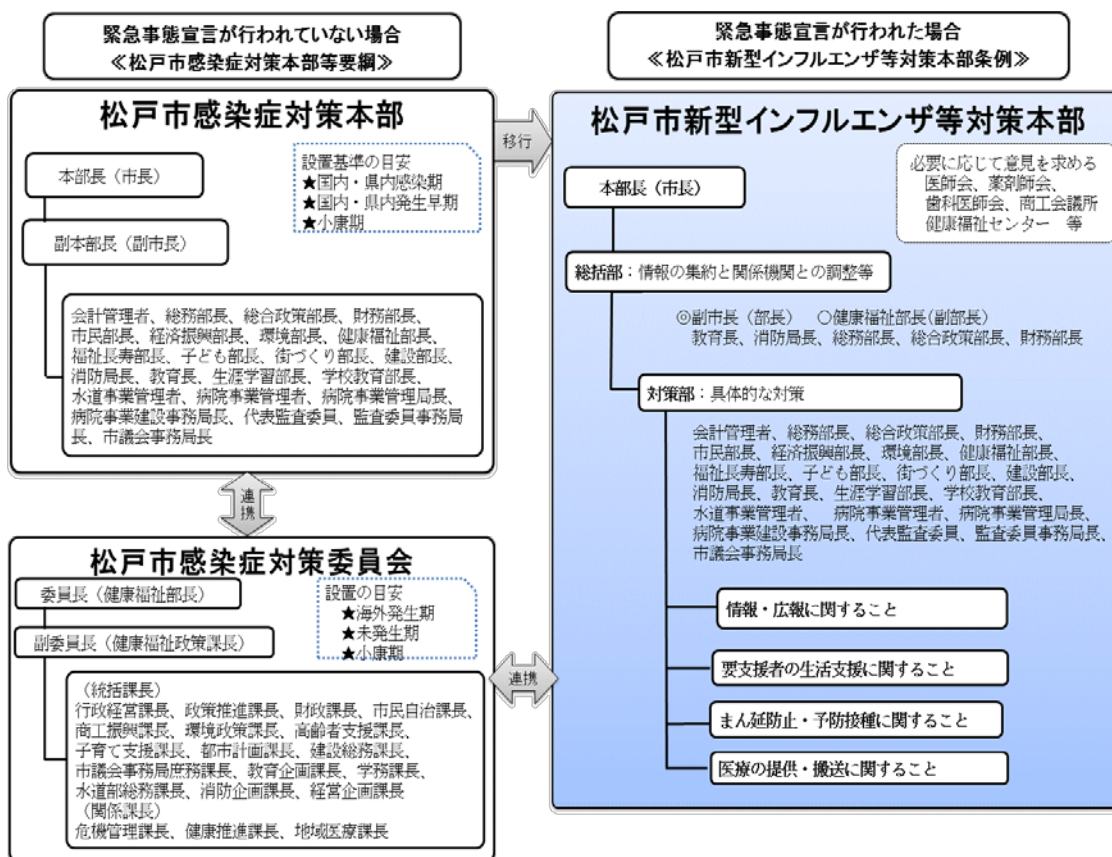 緊急事態宣言が行われていない場合
≪松戸市感染症対策本部等要綱≫
松戸市感染症対策本部
本部長（市長）
設置基準の目安
★国内・県内感染期
★国内・県内発生早期
★小康期
副本部長（副市長）
会計管理者、総務部長、総合政策部長、財務部長、
市民部長、経済振興部長、環境部長、健康福祉部長、
福祉長寿部長、子ども部長、街づくり部長、建設部長、
消防局長、教育長、生涯学習部長、学校教育部長、
水道事業管理者、病院事業管理者、病院事業管理局長、
病院事業建設事務局長、代表監査委員、監査委員事務局
長、市議会事務局長
連携
松戸市感染症対策委員会
委員長（健康福祉部長）
設置の目安
★海外発生期
★未発生期
★小康期
副委員長（健康福祉政策課長）
（統括課長）
行政経営課長、政策推進課長、財政課長、市民自治課長、
商工振興課長、環境政策課長、高齢者支援課長、
子育て支援課長、都市計画課長、建設総務課長、
市議会事務局庶務課長、教育企画課長、学務課長、
水道部総務課長、消防企画課長、経営企画課長
（関係課長）
危機管理課長、健康推進課長、地域医療課長
移行
連携
緊急事態宣言が行われた場合
≪松戸市新型インフルエンザ等対策本部条例≫
松戸市新型インフルエンザ等対策本部
本部長（市長）
必要に応じて意見を求める
医師会、薬剤師会、
歯科医師会、商工会議所
健康福祉センター　等
総括部：情報の集約と関係機関との調整等
◎副市長（部長）　○健康福祉部長(副部長）
教育長、消防局長、総務部長、総合政策部長、財務部長
対策部：具体的な対策
会計管理者、総務部長、総合政策部長、財務部長、
市民部長、経済振興部長、環境部長、健康福祉部長、
福祉長寿部長、子ども部長、街づくり部長、建設部長、
消防局長、教育長、生涯学習部長、学校教育部長、
水道事業管理者、　病院事業管理者、病院事業管理局長、
病院事業建設事務局長、代表監査委員、監査委員事務局長、
市議会事務局長
情報・広報に関すること
要支援者の生活支援に関すること
まん延防止・予防接種に関すること
医療の提供・搬送に関すること